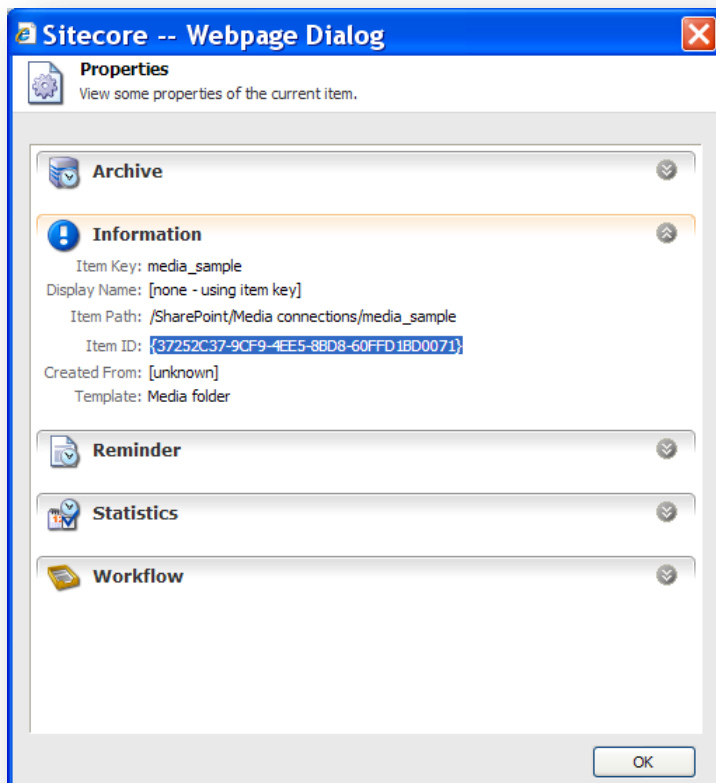 Sitecore -- Webpage Dialog
Properties
View some properties of the current item.
Archive
Information
Item Key: media_sample
Display Name: [none - using item key]
Item Path: /SharePoint/Media connections/media_sample
Item ID: {37252C37-9CF9-4EE5-8BD8-60FFD1BD0071}
Created From: [unknown]
Template: Media folder
Reminder
Statistics
Workflow
OK